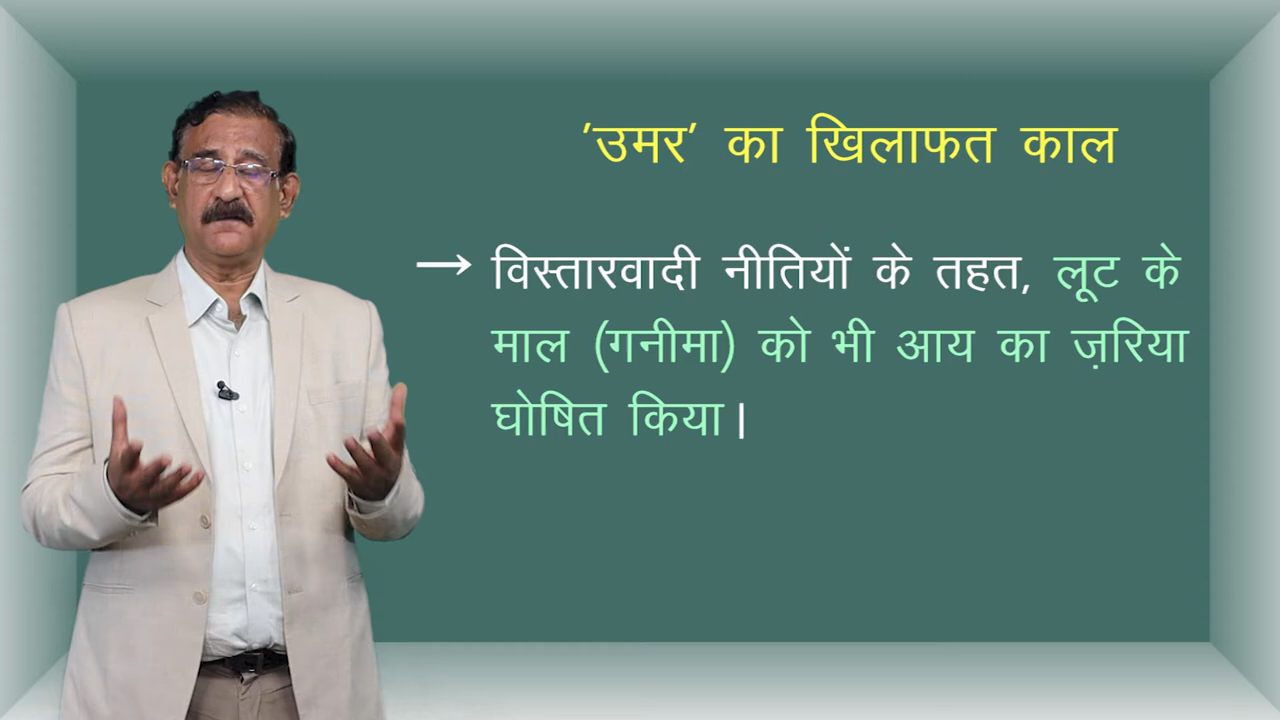 ’उमर’ का खिलाफत काल
→ विस्तारवादी नीतियों के तहत, लूट के
माल (गनीमा) को भी आय का ज़रिया
घोषित किया।